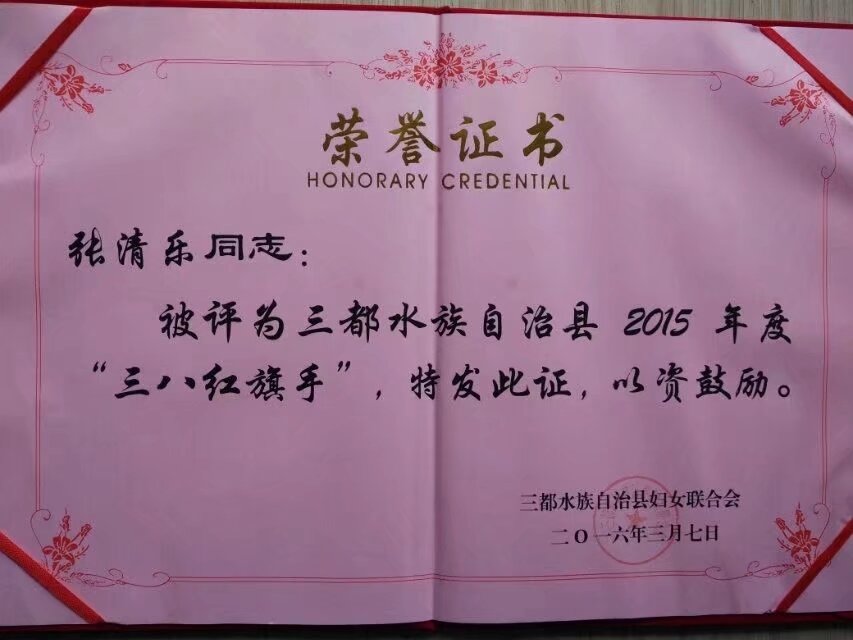 荣誉证书
HONORARY CREDENTIAL
张清乐同志：
被评为三都水族自治县 2015 年度
“三八红旗手”，特发此证，以资鼓励。
三都水族自治县妇女联合会
二〇一六年三月七日